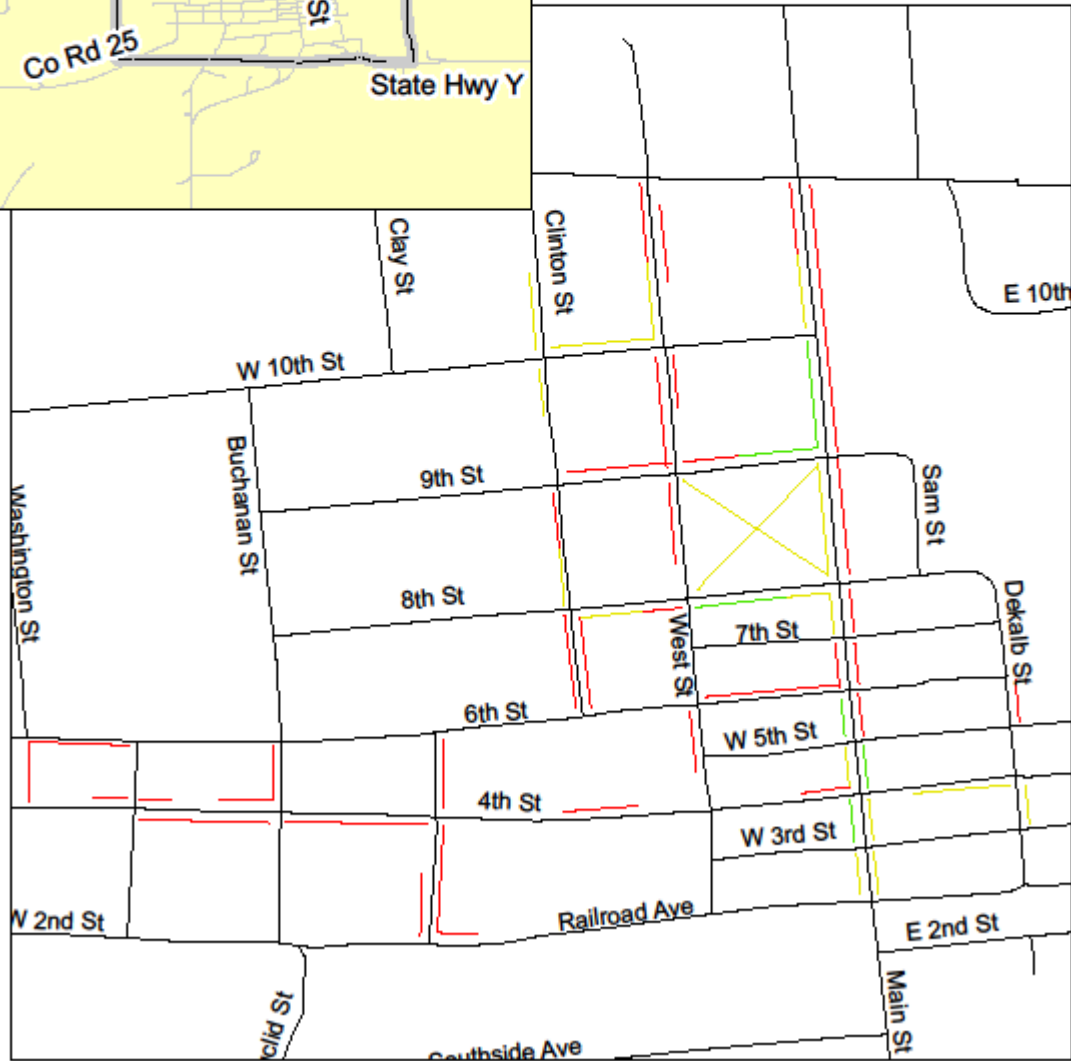 St
Co Rd 25
State Hwy Y
Clay St
Clinton St
E 10th
W 10th St
Buchanan St
9th St
Sam St
Washington St
8th St
Dekalb St
7th St
West St
6th St
W 5th St
4th St
W 3rd St
W 2nd St
Railroad Ave
E 2nd St
Main St
clid St
Southside Ave